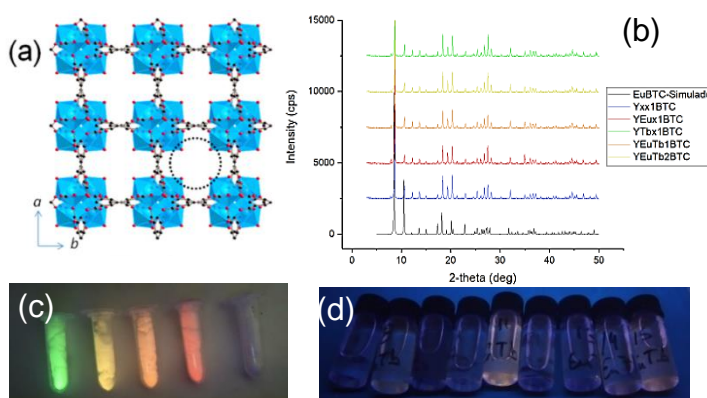 (a)
a
b
(b)
Intensity (cps)
15000
10000
5000
0
0
10
20
30
40
50
2-theta (deg)
EuBTC-Simulado
Yxx1BTC
YEux1BTC
YTbx1BTC
YEuTb1BTC
YEuTb2BTC
(c)
(d)